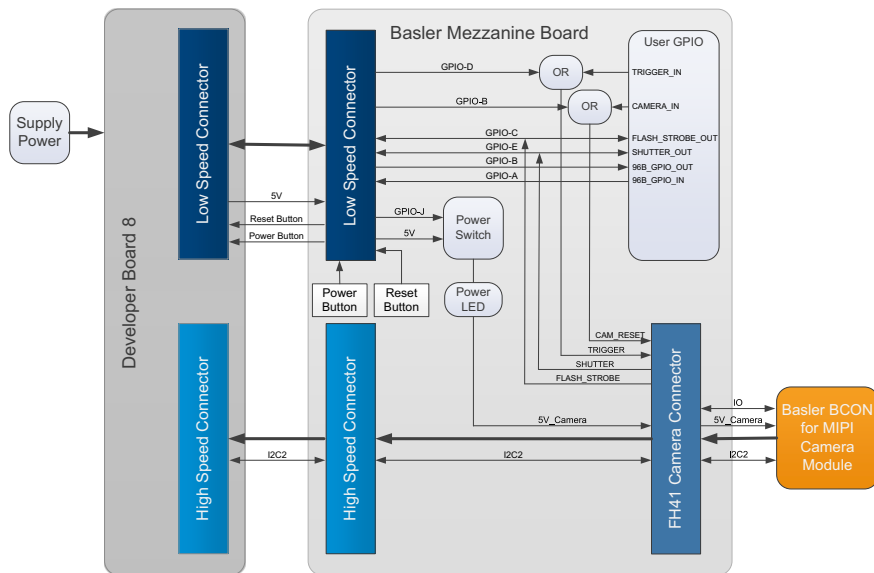 Basler Mezzanine Board
User GPIO
Supply
Power
Developer Board 8
Low Speed Connector
Low Speed Connector
GPIO-D
OR
TRIGGER_IN
GPIO-B
OR
CAMERA_IN
GPIO-C
FLASH_STROBE_OUT
GPIO-E
SHUTTER_OUT
GPIO-B
96B_GPIO_OUT
GPIO-A
96B_GPIO_IN
5V
Reset Button
Power Button
GPIO-J
5V
Power
Switch
Power
Button
Reset
Button
Power
LED
High Speed Connector
High Speed Connector
FH41 Camera Connector
CAM_RESET
TRIGGER
SHUTTER
FLASH_STROBE
5V_Camera
I2C2
I2C2
IO
5V_Camera
I2C2
Basler BCON
for MIPI
Camera
Module